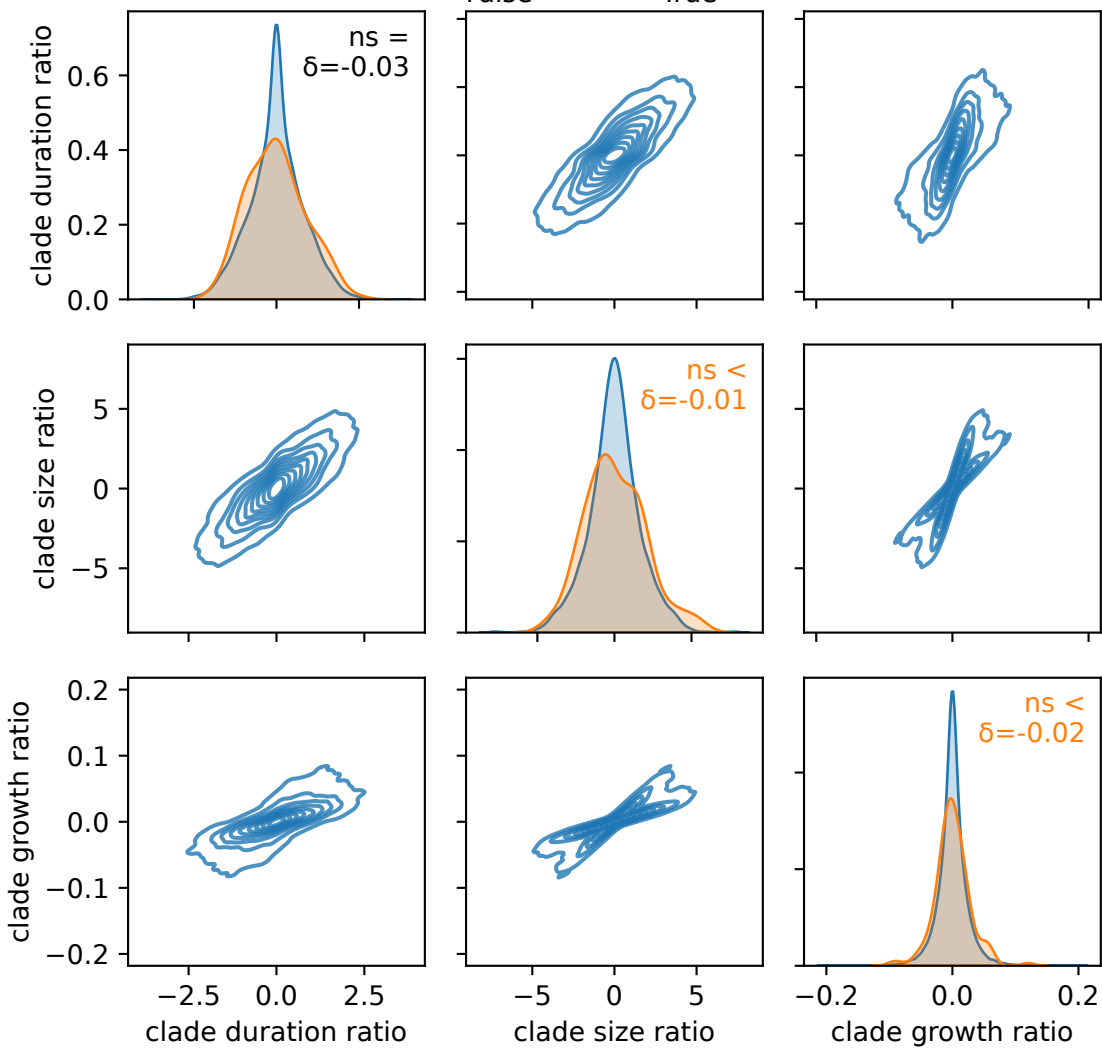 ns =
δ=-0.03
clade duration ratio
0.6
0.4
0.2
0.0
ns <
δ=-0.01
clade size ratio
5
0
−5
ns <
δ=-0.02
clade growth ratio
0.2
0.1
0.0
−0.1
−0.2
−2.5 0.0 2.5
−5 0 5
−0.2 0.0 0.2
clade duration ratio
clade size ratio
clade growth ratio